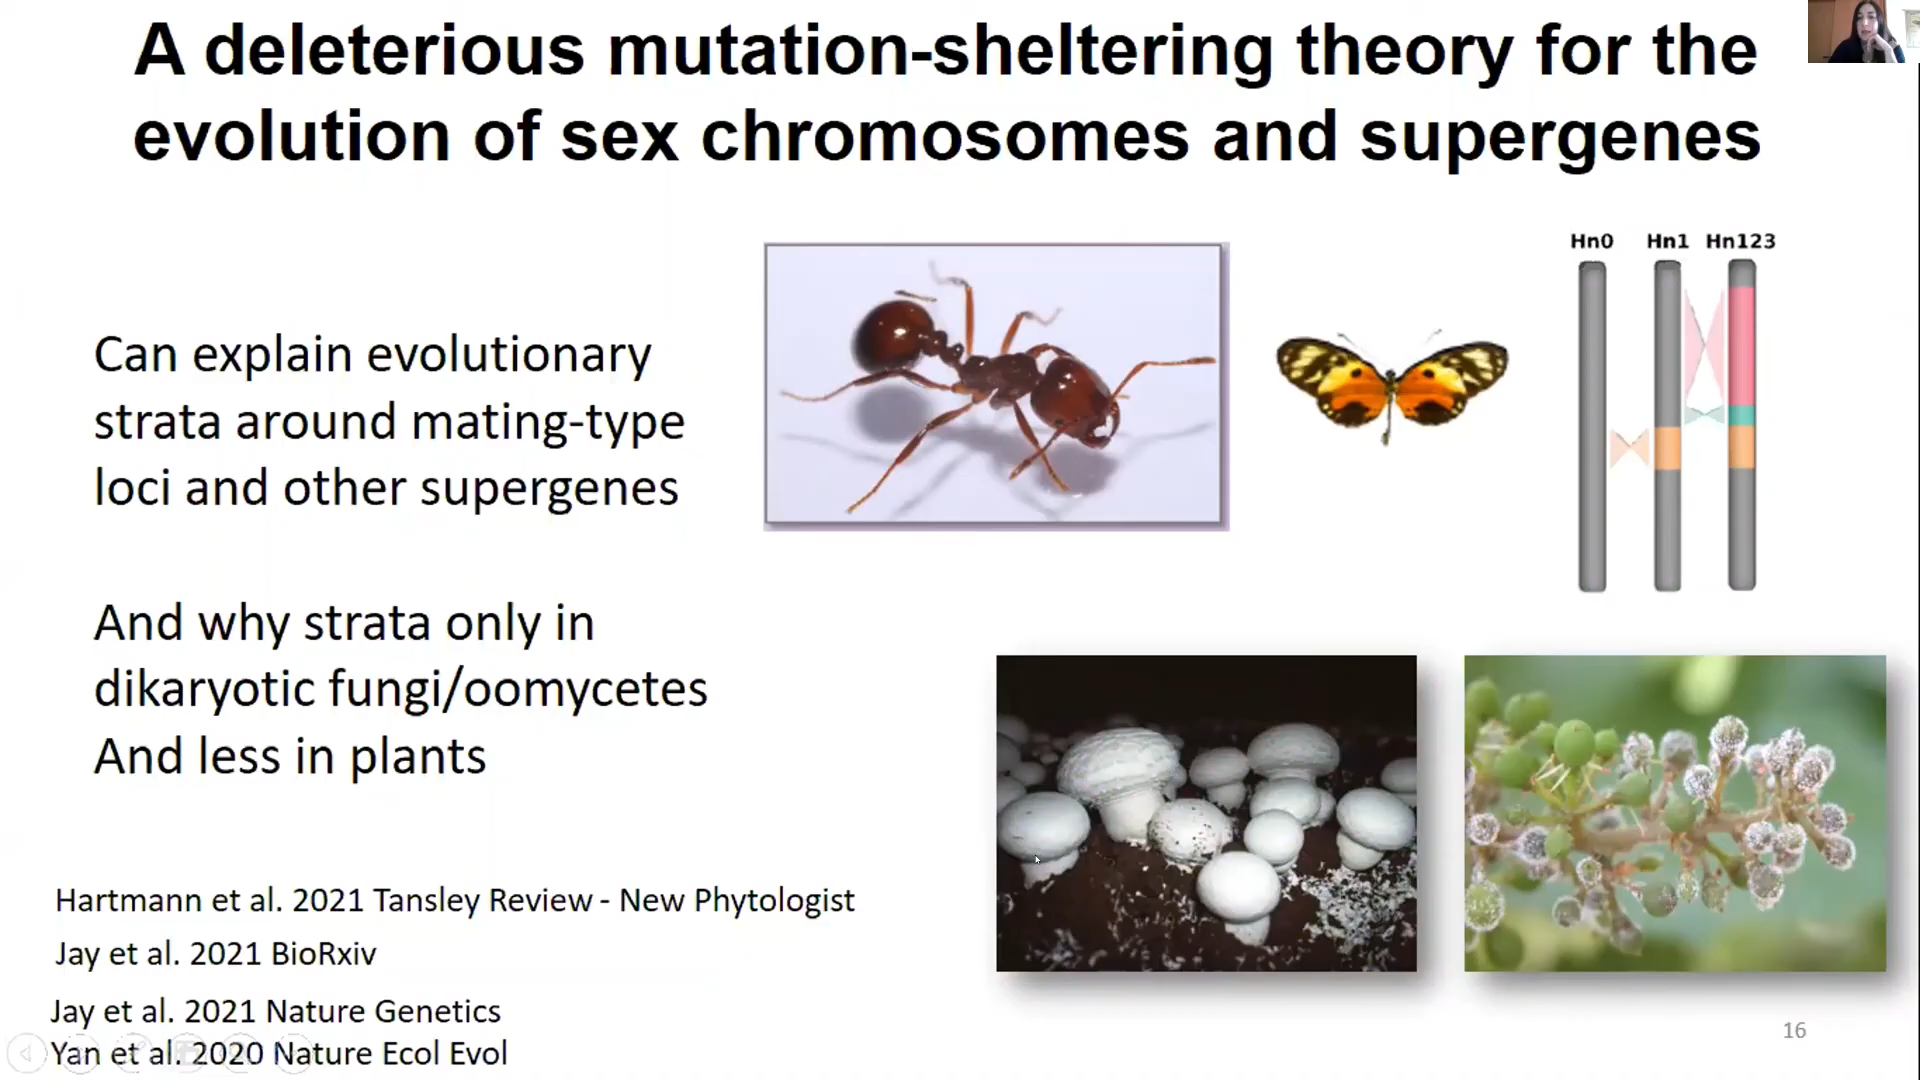 A deleterious mutation-sheltering theory for the
evolution of sex chromosomes and supergenes
Hn0 Hn1 Hn123
Can explain evolutionary
strata around mating-type
loci and other supergenes
And why strata only in
dikaryotic fungi/oomycetes
And less in plants
Hartmann et al. 2021 Tansley Review - New Phytologist
Jay et al. 2021 BioRxiv
Jay et al. 2021 Nature Genetics
Yan et al. 2020 Nature Ecol Evol
16